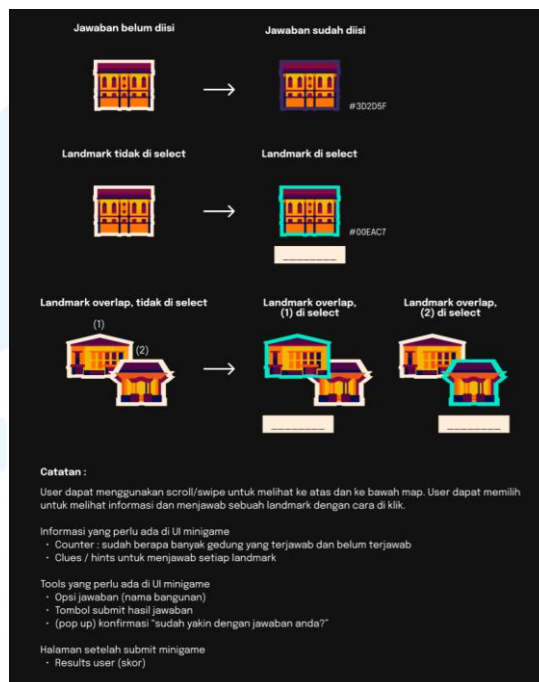 Jawaban belum diisi
Jawaban sudah diisi
#3D2D5F
Landmark tidak di select
Landmark di select
#00EAC7
Landmark overlap, tidak di select
Landmark overlap,
(1) di select
Landmark overlap,
(2) di select
(1)
(2)
Catatan :
User dapat menggunakan scroll/swipe untuk melihat ke atas dan ke bawah map. User dapat memilih
untuk melihat informasi dan menjawab sebuah landmark dengan cara di klik.
Informasi yang perlu ada di UI minigame
• Counter : sudah berapa banyak gedung yang terjawab dan belum terjawab
• Clues / hints untuk menjawab setiap landmark
Tools yang perlu ada di UI minigame
• Opsi jawaban (nama bangunan)
• Tombol submit hasil jawaban
• (pop up) konfirmasi "sudah yakin dengan jawaban anda?"
Halaman setelah submit minigame
• Results user (skor)